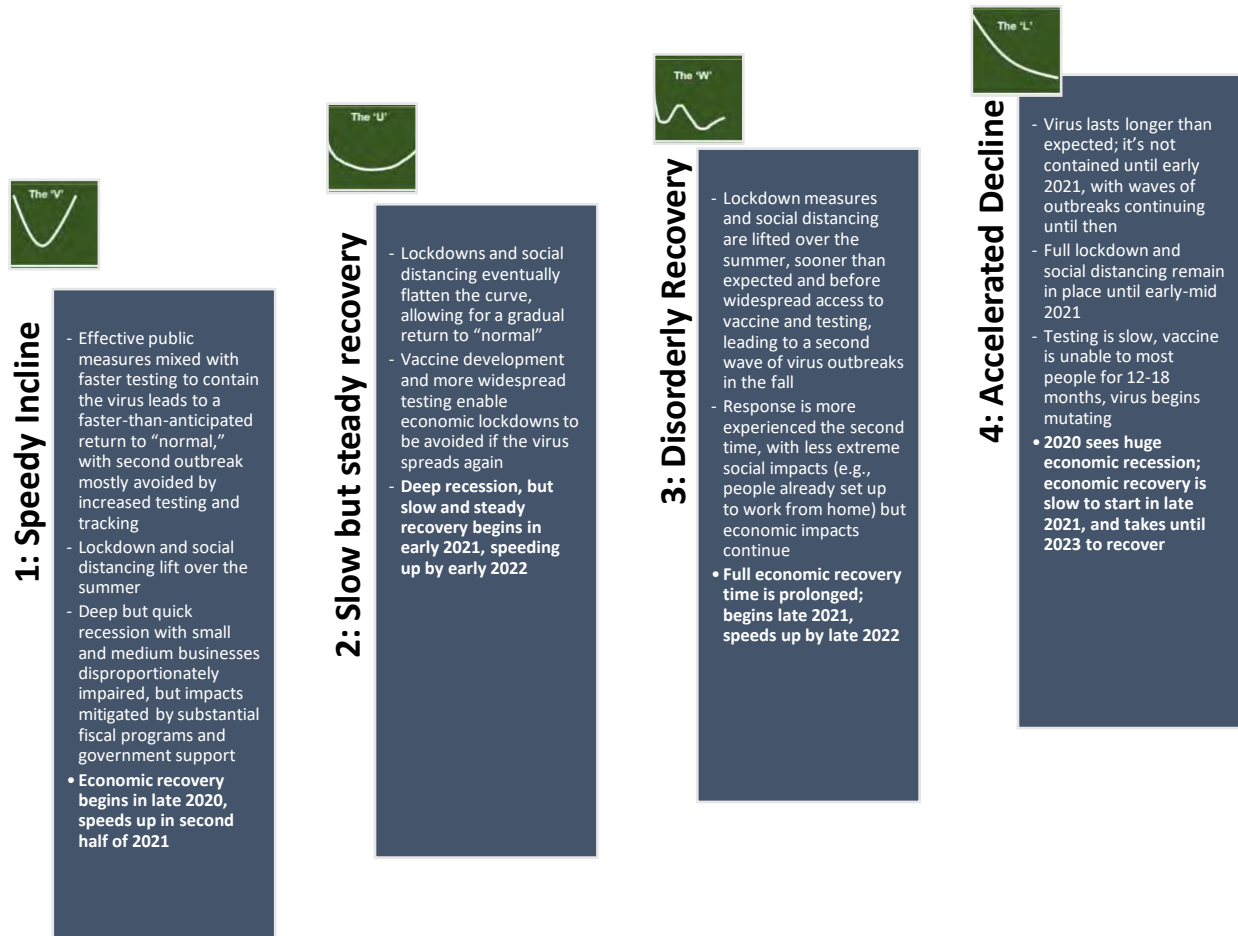 The 'V'
1: Speedy Incline
- Effective public
measures mixed with
faster testing to contain
the virus leads to a
faster-than-anticipated
return to “normal,”
with second outbreak
mostly avoided by
increased testing and
tracking
- Lockdown and social
distancing lift over the
summer
- Deep but quick
recession with small
and medium businesses
disproportionately
impaired, but impacts
mitigated by substantial
fiscal programs and
government support
• Economic recovery
begins in late 2020,
speeds up in second
half of 2021
The 'U'
2: Slow but steady recovery
- Lockdowns and social
distancing eventually
flatten the curve,
allowing for a gradual
return to “normal”
- Vaccine development
and more widespread
testing enable
economic lockdowns to
be avoided if the virus
spreads again
- Deep recession, but
slow and steady
recovery begins in
early 2021, speeding
up by early 2022
The 'W'
3: Disorderly Recovery
- Lockdown measures
and social distancing
are lifted over the
summer, sooner than
expected and before
widespread access to
vaccine and testing,
leading to a second
wave of virus outbreaks
in the fall
- Response is more
experienced the second
time, with less extreme
social impacts (e.g.,
people already set up
to work from home) but
economic impacts
continue
• Full economic recovery
time is prolonged;
begins late 2021,
speeds up by late 2022
The 'L'
4: Accelerated Decline
- Virus lasts longer than
expected; it’s not
contained until early
2021, with waves of
outbreaks continuing
until then
- Full lockdown and
social distancing remain
in place until early-mid
2021
- Testing is slow, vaccine
is unable to most
people for 12-18
months, virus begins
mutating
• 2020 sees huge
economic recession;
economic recovery is
slow to start in late
2021, and takes until
2023 to recover